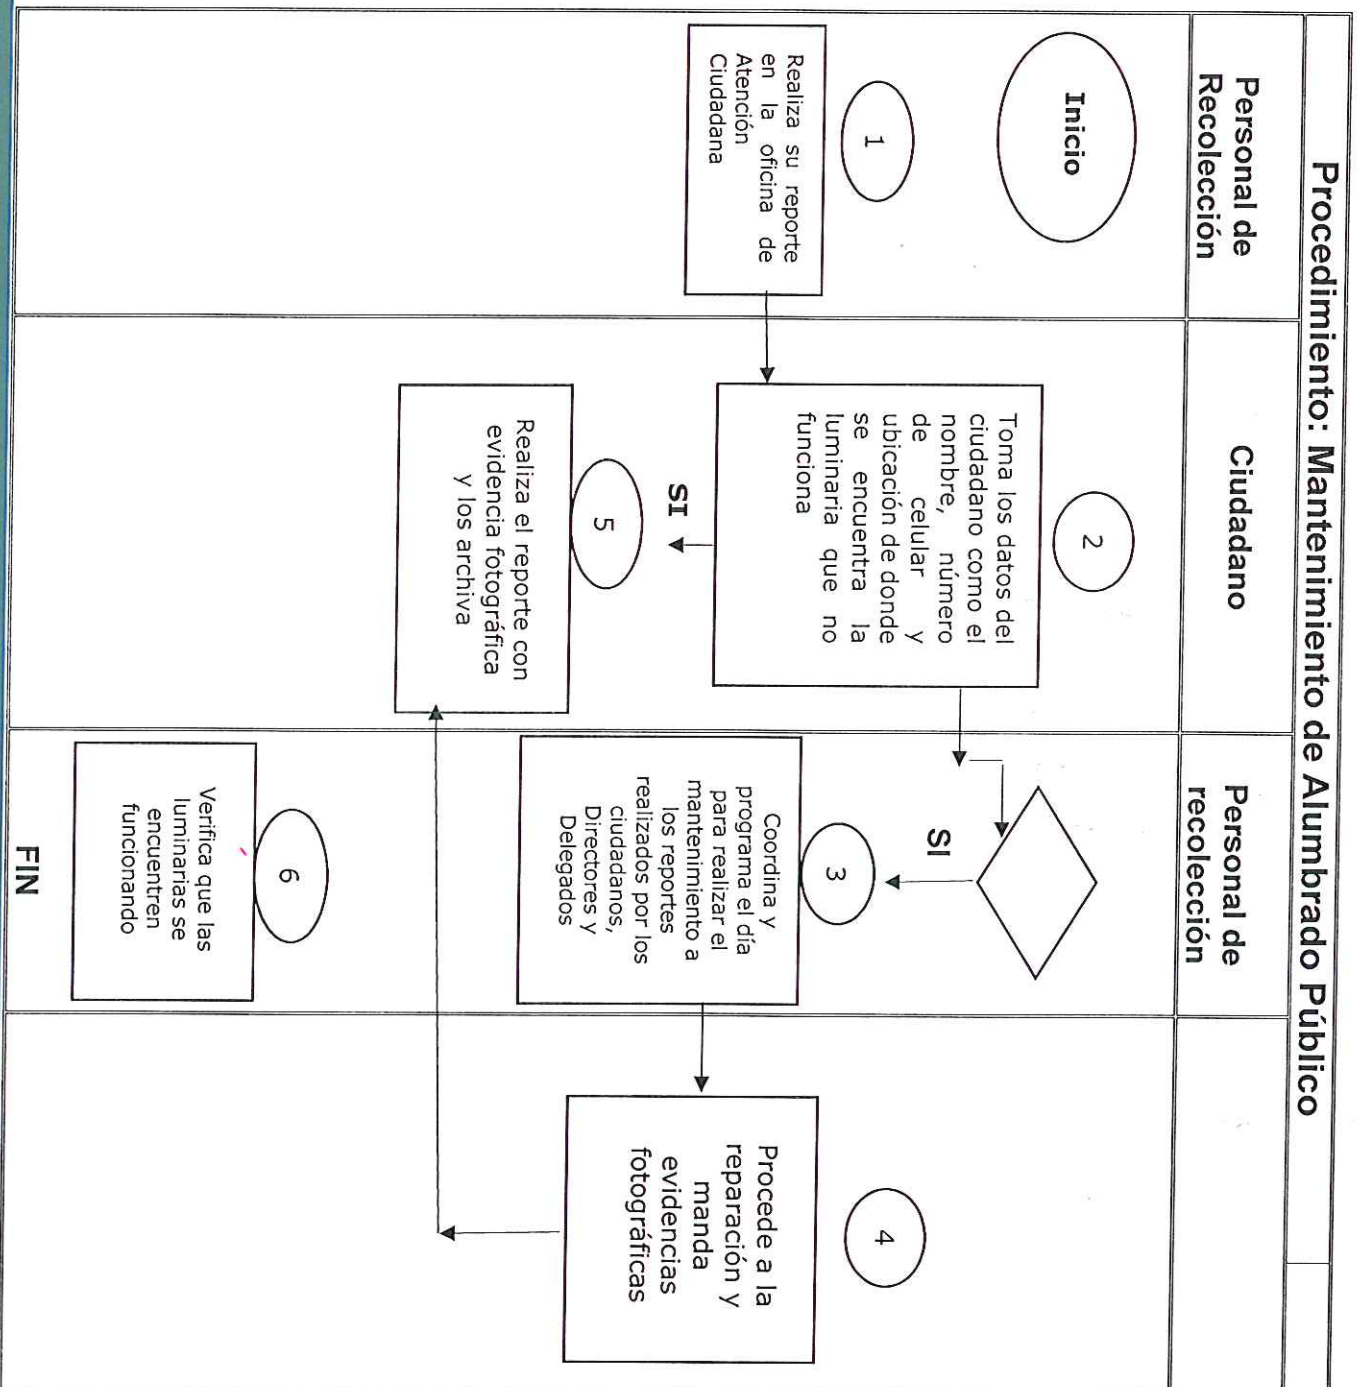 Procedimiento: Mantenimiento de Alumbrado Público
Personal de
Recolección
Ciudadano
Personal de
recolección
Inicio
1
Realiza su reporte
en la oficina de
Atención
Ciudadana
2
Toma los datos del
ciudadano como el
nombre, número
de celular y
ubicación de donde
se encuentra la
luminaria que no
funciona
SI
SI
3
Coordina y
programa el día
para realizar el
mantenimiento a
los reportes
realizados por los
ciudadanos,
Directores y
Delegados
4
Procede a la
reparación y
manda
evidencias
fotográficas
5
Realiza el reporte con
evidencia fotográfica
y los archiva
6
Verifica que las
luminarias se
encuentren
funcionando
FIN